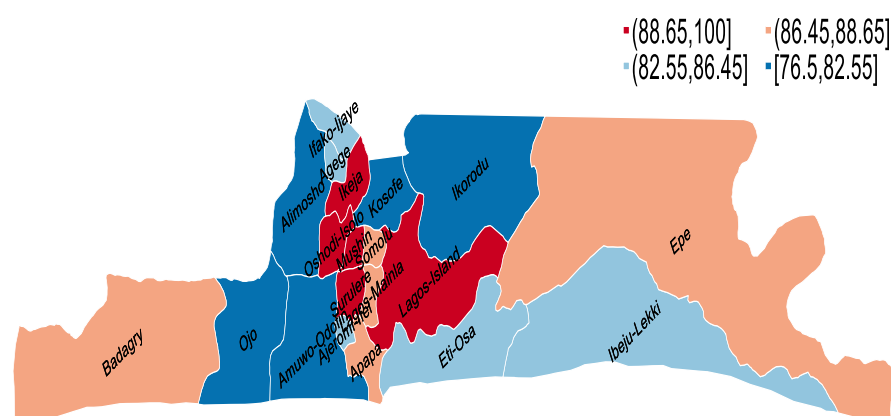 (88.65,100] (86.45,88.65]
(82.55,86.45] [76.5,82.55]
Ifako-Ijaye
Agege
Ikeja
Alimosho
Kosofe
Ikorodu
Oshodi-Isolo
Mushin
Somolu
Epe
Surulere
Lagos-Mainla
Lagos-Island
Badagry
Ojo
Amuwo-Odofin
Apapa
Eti-Osa
Ibeju-Lekki